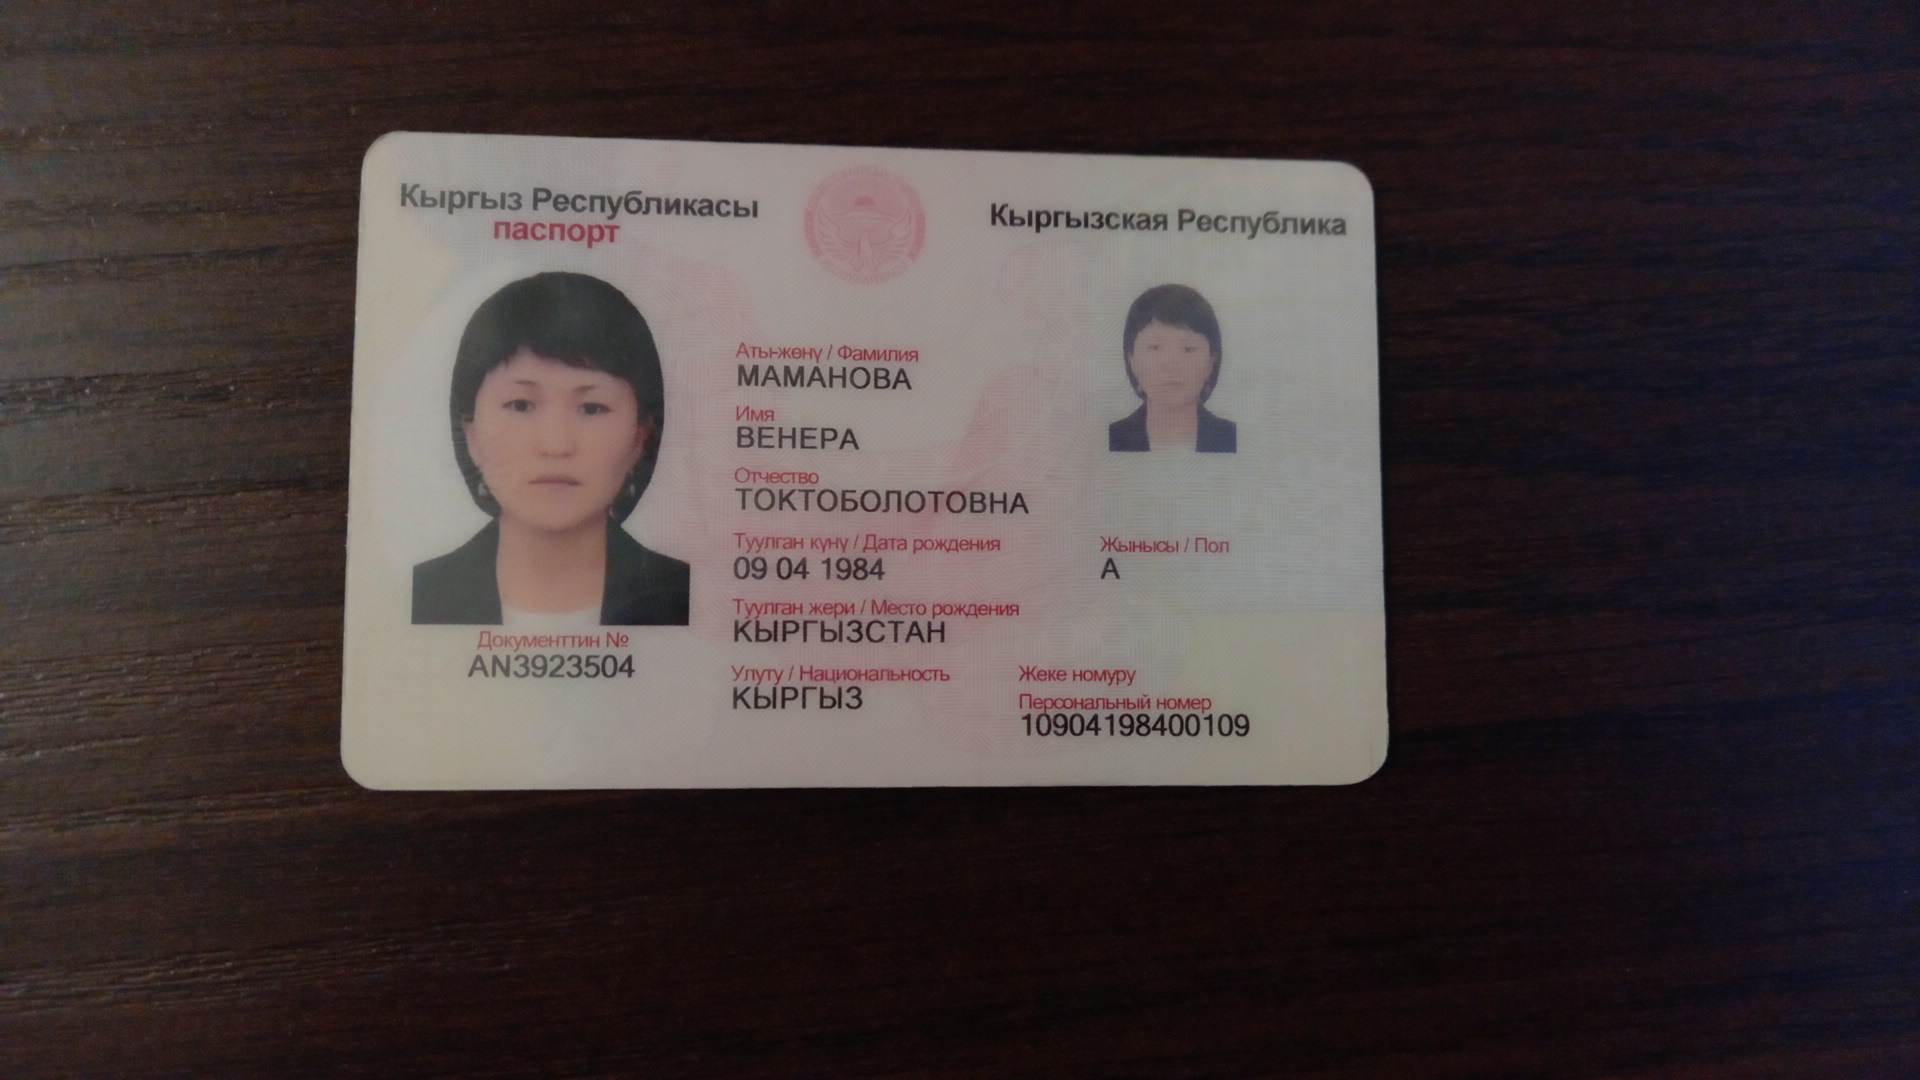 Кыргыз Республикасы
Кыргызская Республика
паспорт
Аты-жөнү / Фамилия
МАМАНОВА
Имя
ВЕНЕРА
Отчество
ТОКТОБОЛОТОВНА
Туулган күнү / Дата рождения
Жынысы / Пол
09 04 1984
А
Туулган жери / Место рождения
КЫРГЫЗСТАН
Документтин №
AN3923504
Улуту / Национальность
КЫРГЫЗ
Жеке номуру
Персональный номер
10904198400109